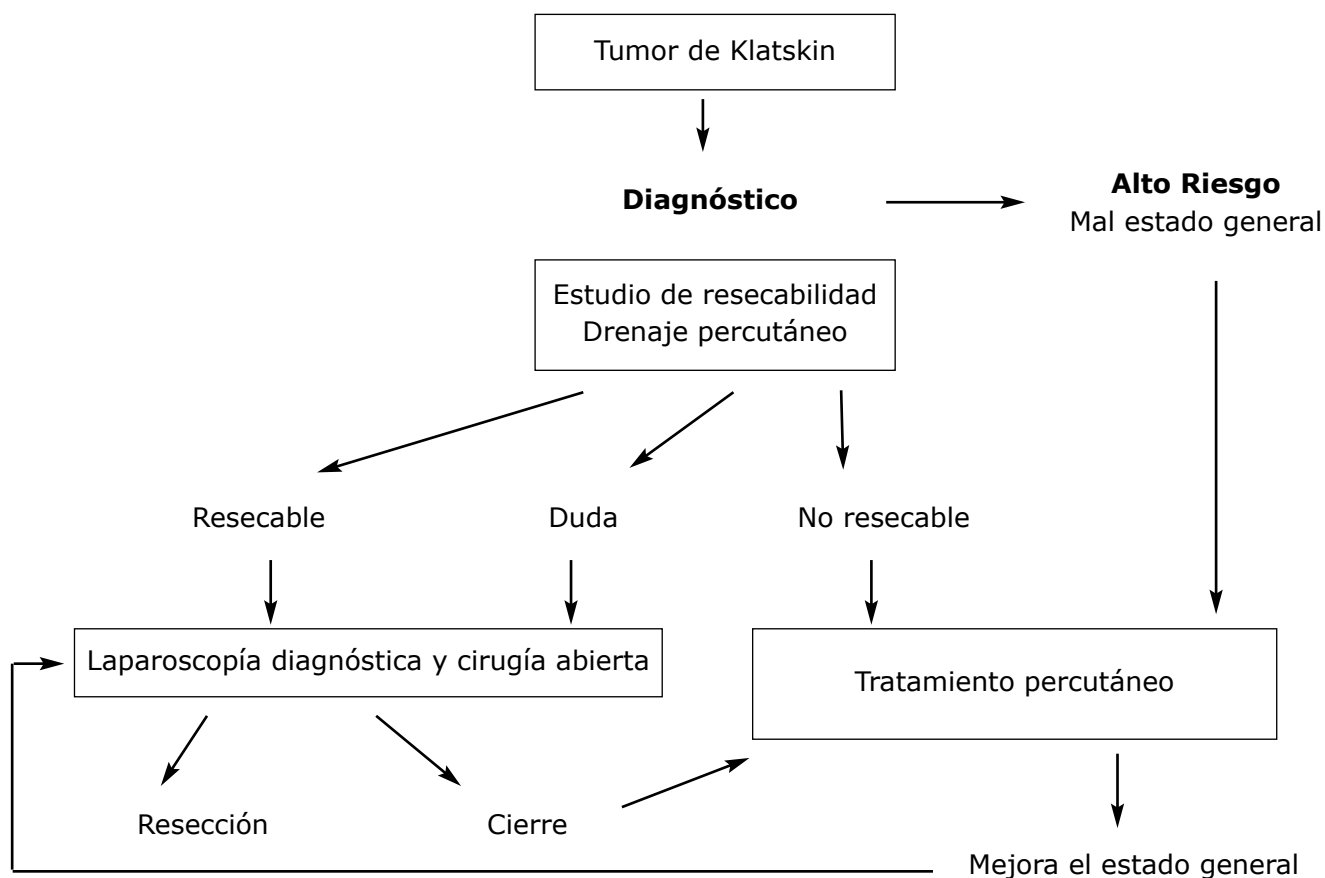 Tumor de Klatskin
Diagnóstico
Alto Riesgo
Mal estado general
Estudio de resecabilidad
Drenaje percutáneo
Resecable
Duda
No resecable
Laparoscopía diagnóstica y cirugía abierta
Tratamiento percutáneo
Resección
Cierre
Mejora el estado general